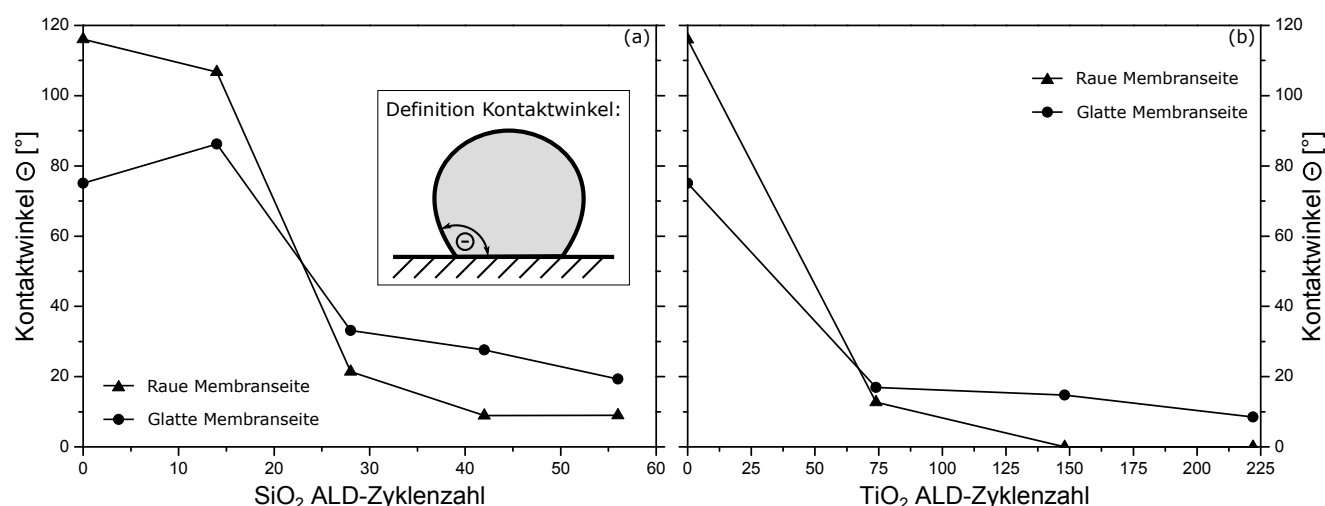 (a)
Kontaktwinkel Θ [°]
120
100
80
60
40
20
0
Definition Kontaktwinkel:
Θ
Raue Membranseite
Glatte Membranseite
0 10 20 30 40 50 60
SiO₂ ALD-Zyklenzahl
(b)
Raue Membranseite
Glatte Membranseite
120
100
80
60
40
20
0
Kontaktwinkel Θ [°]
0 25 50 75 100 125 150 175 200 225
TiO₂ ALD-Zyklenzahl